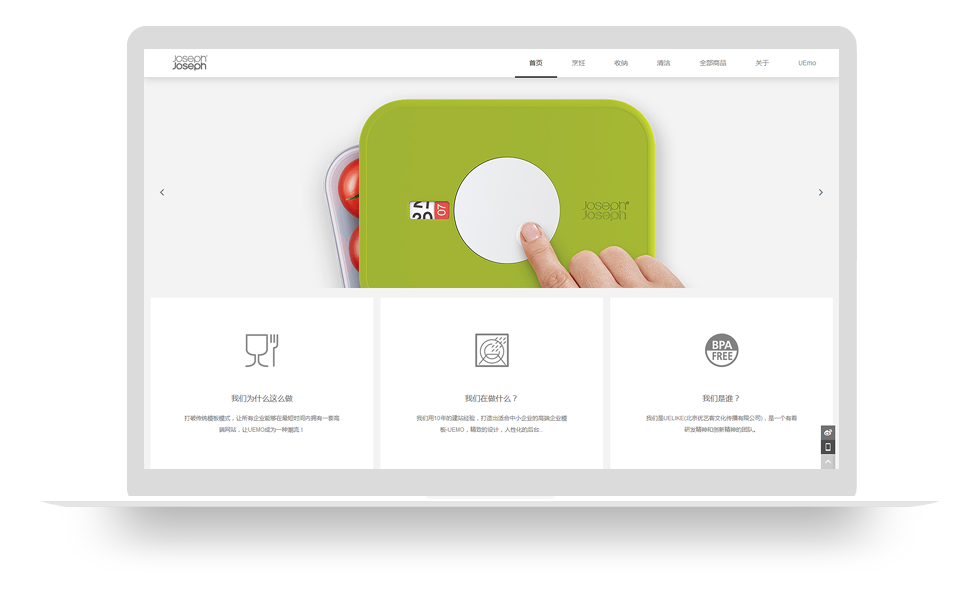 Joseph
Joseph
首页 烹饪 收纳 清洁 全部商品 关于 UEmo
21
20
07
Joseph®
Joseph
BPA
FREE
我们为什么这么做
我们在做什么？
我们是谁？
打破传统模板模式，让所有企业能够在最短时间内拥有一套高
端网站，让UEMO成为一种潮流！
我们用10年的建站经验，打造出适合中小企业的高端企业模
板-UEMO，精致的设计，人性化的后台 .
我们是UELIKE(北京优艺客文化传播有限公司)，是一个有着
研发精神和创新精神的团队。